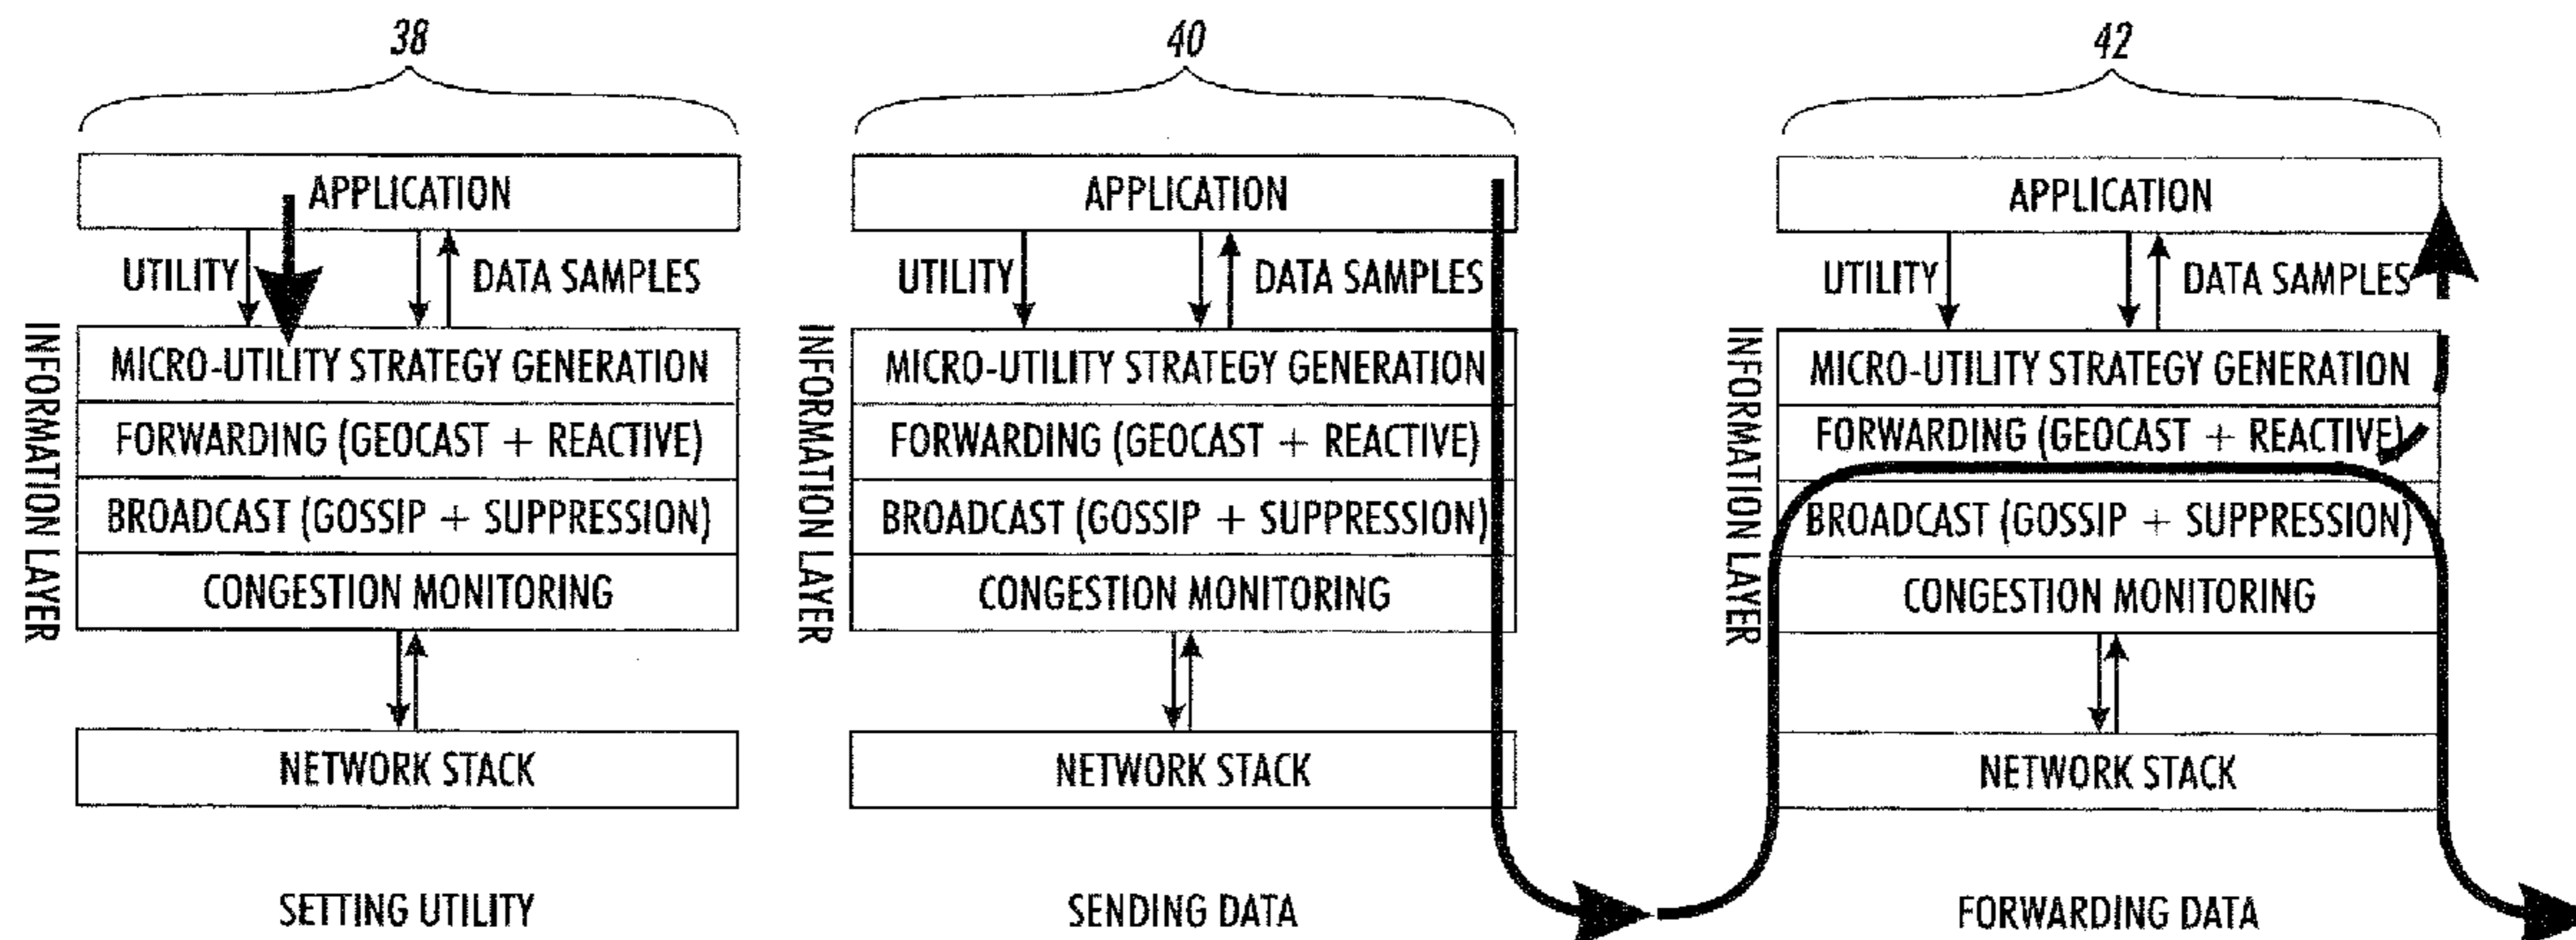 38
APPLICATION
UTILITY
DATA SAMPLES
INFORMATION LAYER
MICRO-UTILITY STRATEGY GENERATION
FORWARDING (GEOCAST + REACTIVE)
BROADCAST (GOSSIP + SUPPRESSION)
CONGESTION MONITORING
NETWORK STACK
SETTING UTILITY
40
APPLICATION
UTILITY
DATA SAMPLES
INFORMATION LAYER
MICRO-UTILITY STRATEGY GENERATION
FORWARDING (GEOCAST + REACTIVE)
BROADCAST (GOSSIP + SUPPRESSION)
CONGESTION MONITORING
NETWORK STACK
SENDING DATA
42
APPLICATION
UTILITY
DATA SAMPLES
INFORMATION LAYER
MICRO-UTILITY STRATEGY GENERATION
FORWARDING (GEOCAST + REACTIVE)
BROADCAST (GOSSIP + SUPPRESSION)
CONGESTION MONITORING
NETWORK STACK
FORWARDING DATA